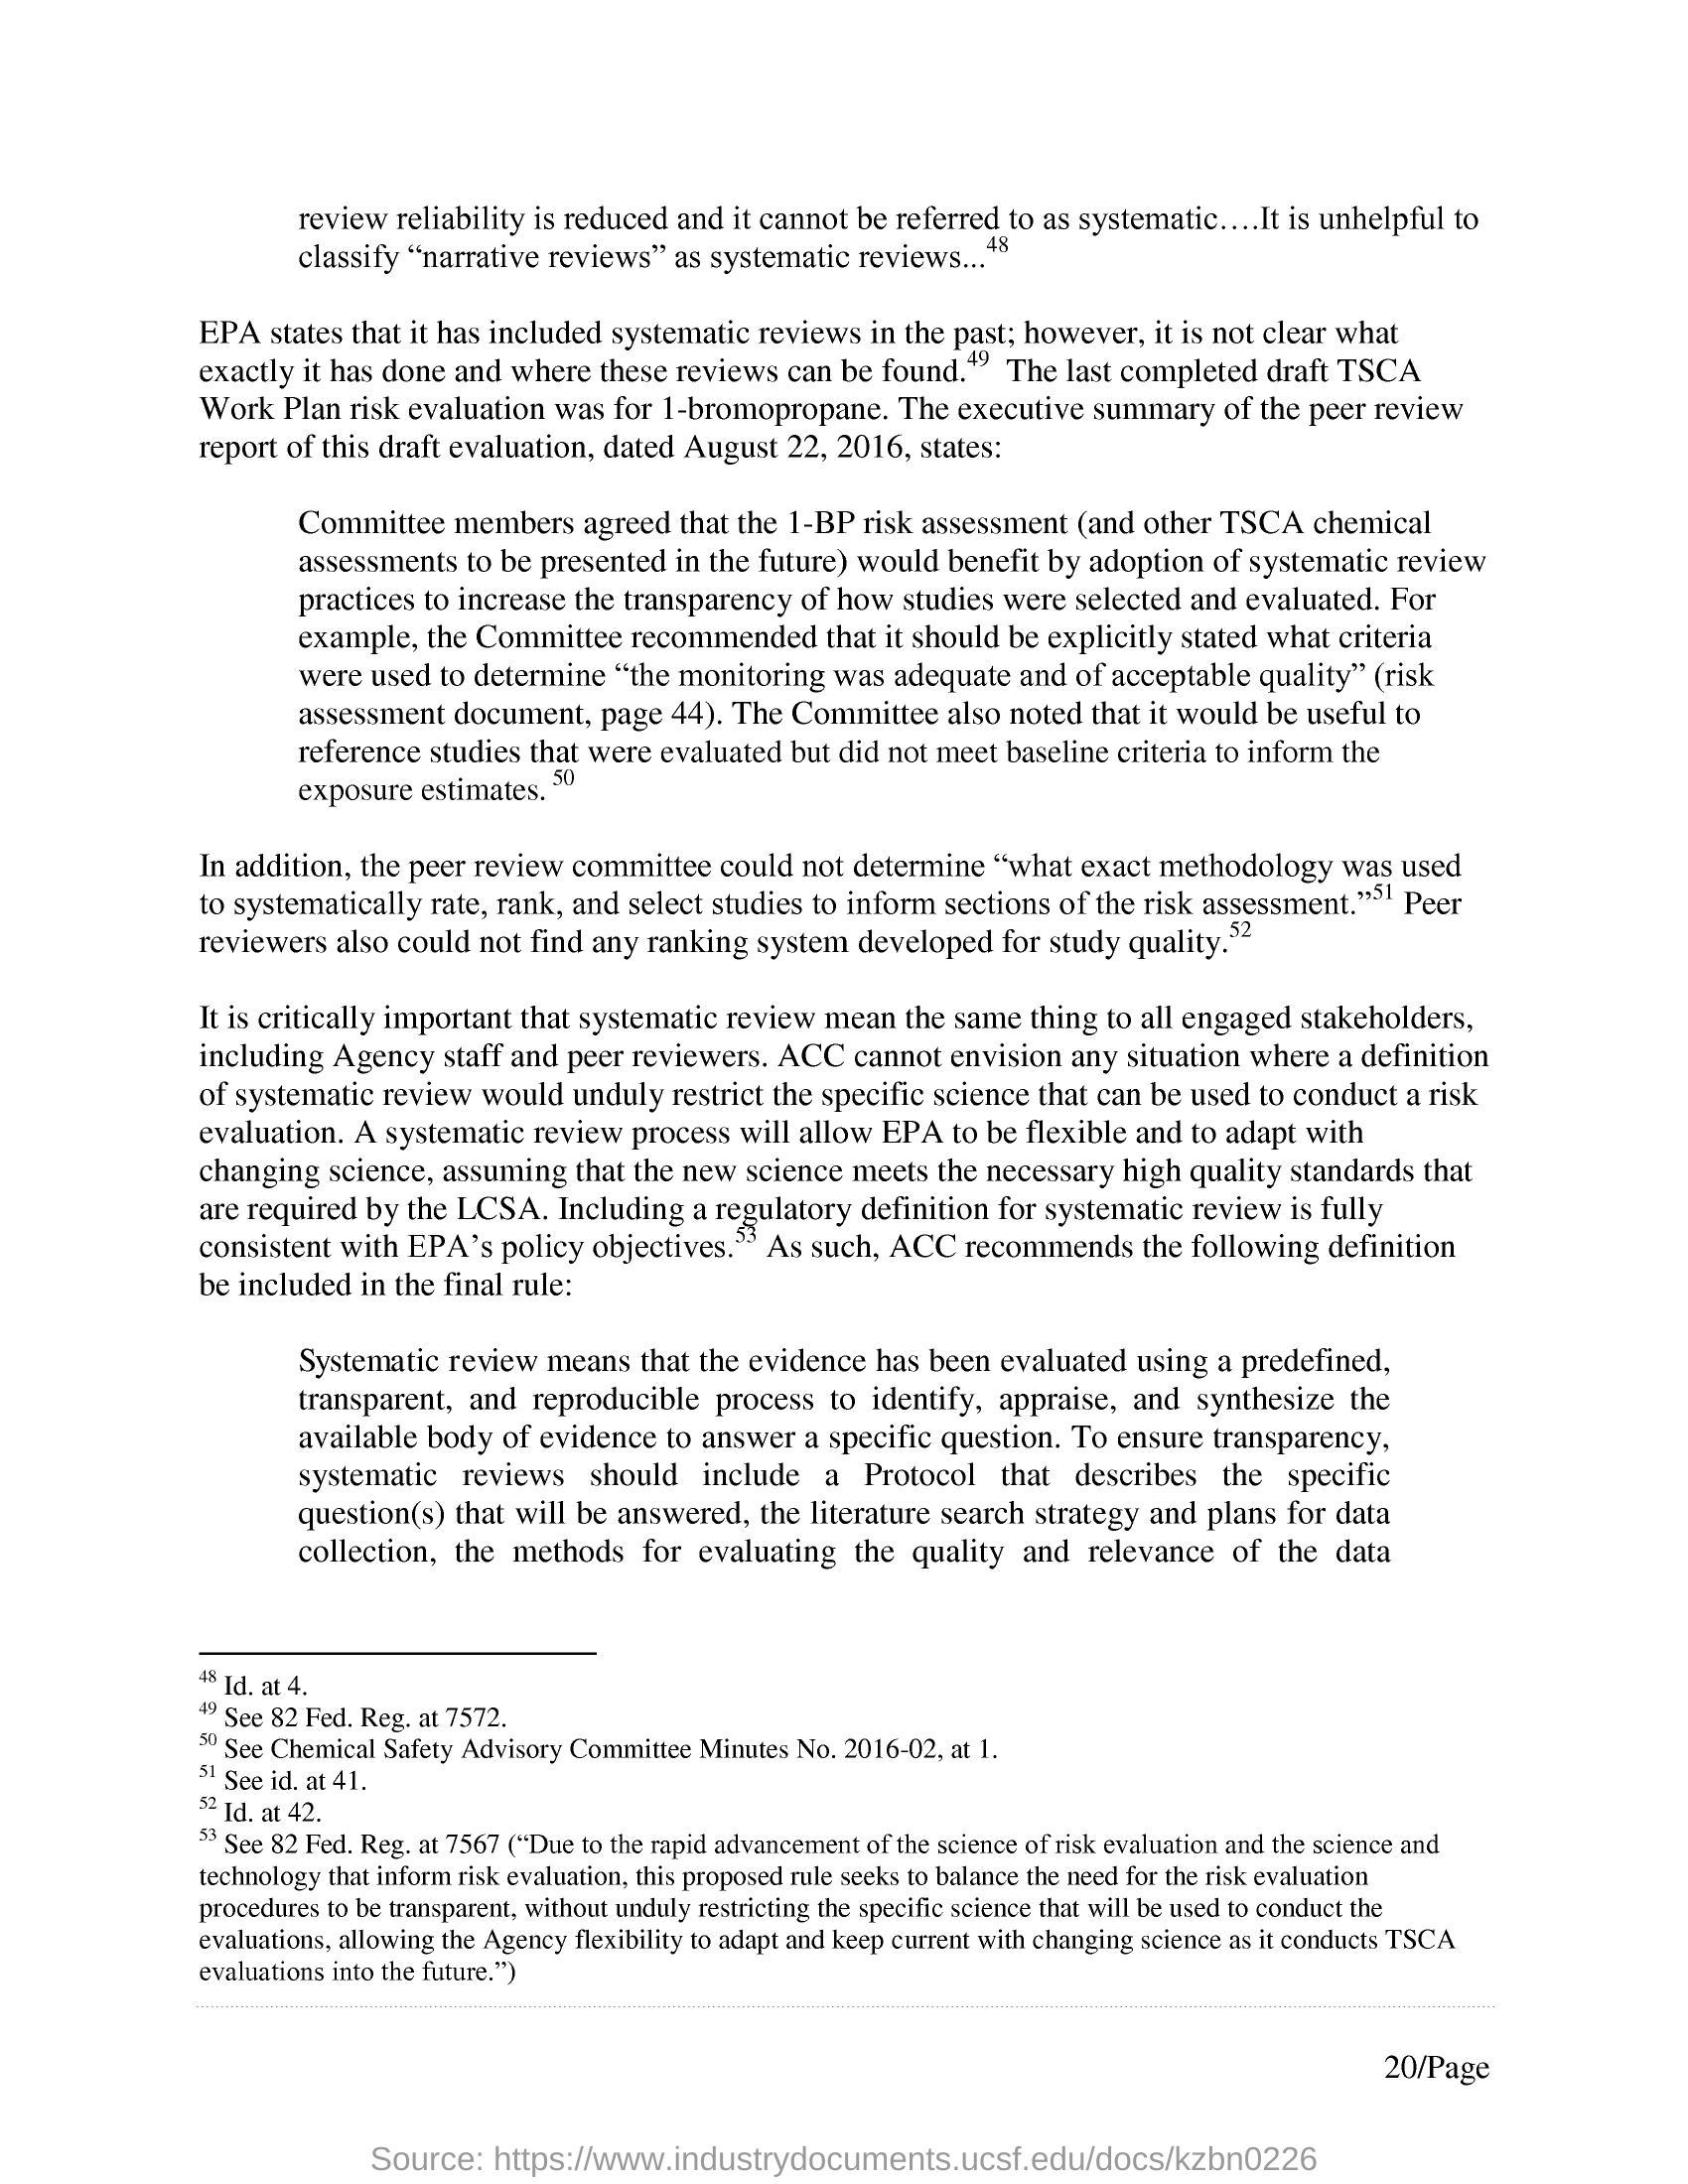 review reliability is reduced and it cannot be referred to as systematic….It is unhelpful to
classify “narrative reviews” as systematic reviews...48
EPA states that it has included systematic reviews in the past; however, it is not clear what
exactly it has done and where these reviews can be found.49 The last completed draft TSCA
Work Plan risk evaluation was for 1-bromopropane. The executive summary of the peer review
report of this draft evaluation, dated August 22, 2016, states:
Committee members agreed that the 1-BP risk assessment (and other TSCA chemical
assessments to be presented in the future) would benefit by adoption of systematic review
practices to increase the transparency of how studies were selected and evaluated. For
example, the Committee recommended that it should be explicitly stated what criteria
were used to determine “the monitoring was adequate and of acceptable quality” (risk
assessment document, page 44). The Committee also noted that it would be useful to
reference studies that were evaluated but did not meet baseline criteria to inform the
exposure estimates. 50
In addition, the peer review committee could not determine “what exact methodology was used
to systematically rate, rank, and select studies to inform sections of the risk assessment.”51 Peer
reviewers also could not find any ranking system developed for study quality.52
It is critically important that systematic review mean the same thing to all engaged stakeholders,
including Agency staff and peer reviewers. ACC cannot envision any situation where a definition
of systematic review would unduly restrict the specific science that can be used to conduct a risk
evaluation. A systematic review process will allow EPA to be flexible and to adapt with
changing science, assuming that the new science meets the necessary high quality standards that
are required by the LCSA. Including a regulatory definition for systematic review is fully
consistent with EPA’s policy objectives.53 As such, ACC recommends the following definition
be included in the final rule:
Systematic review means that the evidence has been evaluated using a predefined,
transparent, and reproducible process to identify, appraise, and synthesize the
available body of evidence to answer a specific question. To ensure transparency,
systematic reviews should include a Protocol that describes the specific
question(s) that will be answered, the literature search strategy and plans for data
collection, the methods for evaluating the quality and relevance of the data
48 Id. at 4.
49 See 82 Fed. Reg. at 7572.
50 See Chemical Safety Advisory Committee Minutes No. 2016-02, at 1.
51 See id. at 41.
52 Id. at 42.
53 See 82 Fed. Reg. at 7567 (“Due to the rapid advancement of the science of risk evaluation and the science and
technology that inform risk evaluation, this proposed rule seeks to balance the need for the risk evaluation
procedures to be transparent, without unduly restricting the specific science that will be used to conduct the
evaluations, allowing the Agency flexibility to adapt and keep current with changing science as it conducts TSCA
evaluations into the future.”)
20/Page
Source: https://www.industrydocuments.ucsf.edu/docs/kzbn0226